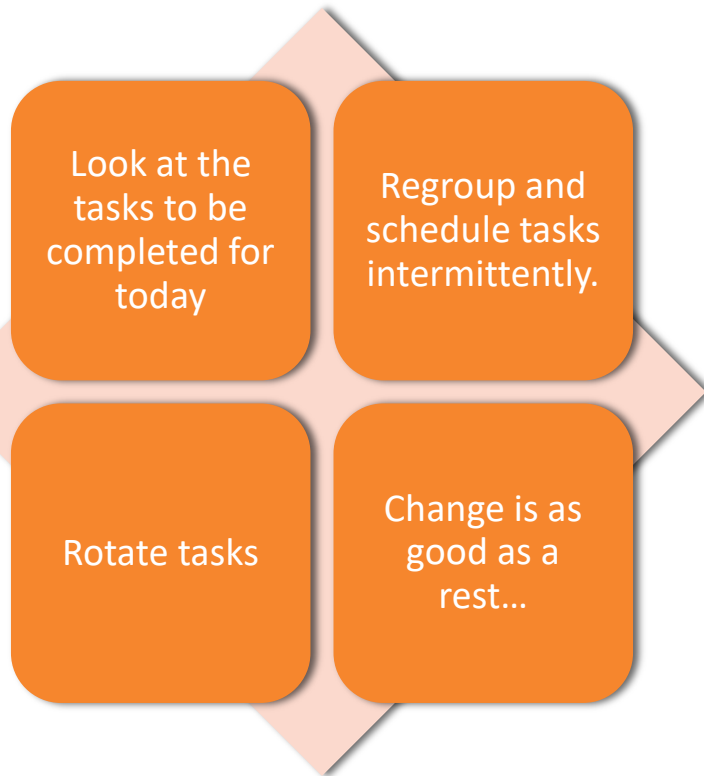 Look at the
tasks to be
completed for
today
Regroup and
schedule tasks
intermittently.
Rotate tasks
Change is as
good as a
rest…